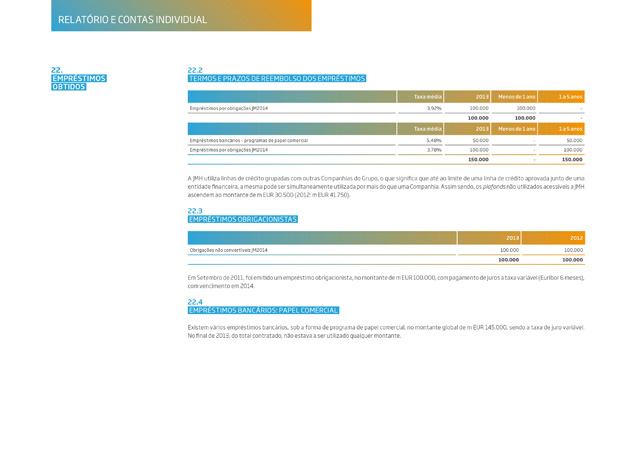 RELATÓRIO E CONTAS INDIVIDUAL
22.
EMPRÉSTIMOS
OBTIDOS
22.2
TERMOS E PRAZOS DE REEMBOLSO DOS EMPRÉSTIMOS
Taxa média 2013 Menos de 1 ano 1 a 5 anos
Empréstimos por obrigações JM2014 3,92% 100.000 100.000 -
100.000 100.000 -
Taxa média 2013 Menos de 1 ano 1 a 5 anos
Empréstimos bancários - programas de papel comercial 5,48% 50.000 - 50.000
Empréstimos por obrigações JM2014 3,78% 100.000 - 100.000
150.000 - 150.000
A JMH utiliza linhas de crédito grupadas com outras Companhias do Grupo, o que significa que até ao limite de uma linha de crédito aprovada junto de uma
entidade financeira, a mesma pode ser simultaneamente utilizada por mais do que uma Companhia. Assim sendo, os plafonds não utilizados acessíveis a JMH
ascendem ao montante de m EUR 30.500 (2012: m EUR 41.750).
22.3
EMPRÉSTIMOS OBRIGACIONISTAS
2013 2012
Obrigações não convertíveis JM2014 100.000 100.000
100.000 100.000
Em Setembro de 2011, foi emitido um empréstimo obrigacionista, no montante de m EUR 100.000, com pagamento de juros a taxa variável (Euribor 6 meses),
com vencimento em 2014.
22.4
EMPRÉSTIMOS BANCÁRIOS: PAPEL COMERCIAL
Existem vários empréstimos bancários, sob a forma de programa de papel comercial, no montante global de m EUR 145.000, sendo a taxa de juro variável.
No final de 2013, do total contratado, não estava a ser utilizado qualquer montante.